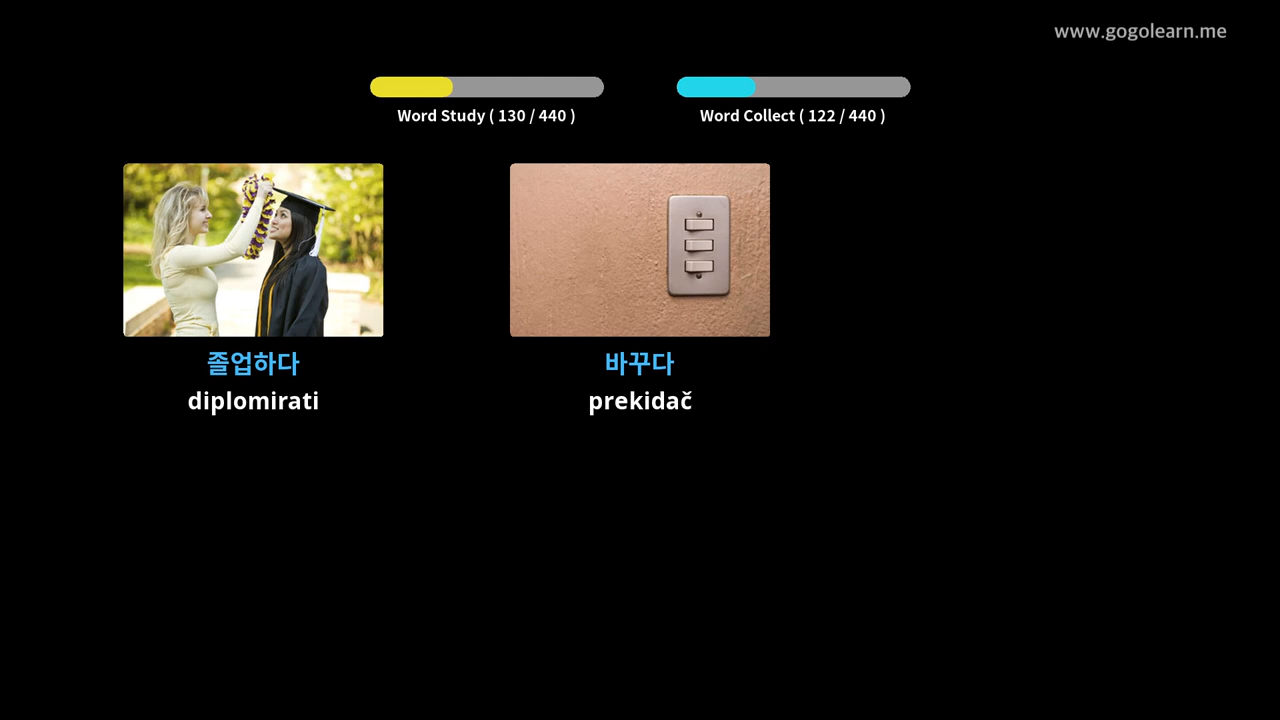 www.gogolearn.me
Word Study ( 130 / 440 )
Word Collect ( 122 / 440 )
졸업하다
diplomirati
바꾸다
prekidač